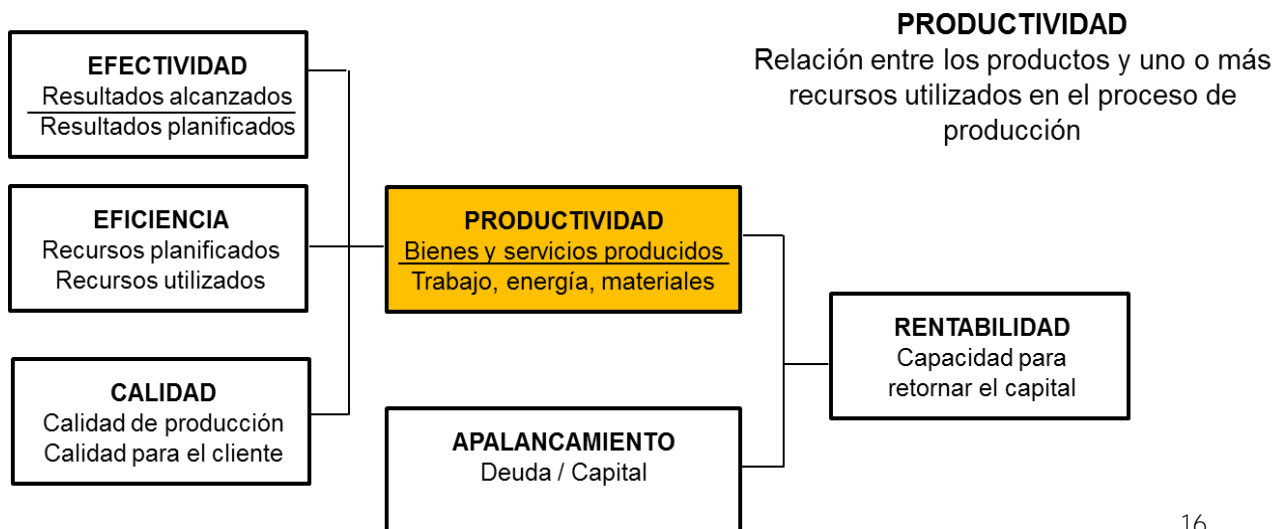 PRODUCTIVIDAD
Relación entre los productos y uno o más
recursos utilizados en el proceso de
producción
EFECTIVIDAD
Resultados alcanzados
Resultados planificados
EFICIENCIA
Recursos planificados
Recursos utilizados
CALIDAD
Calidad de producción
Calidad para el cliente
PRODUCTIVIDAD
Bienes y servicios producidos
Trabajo, energía, materiales
APALANCAMIENTO
Deuda / Capital
RENTABILIDAD
Capacidad para
retornar el capital
16